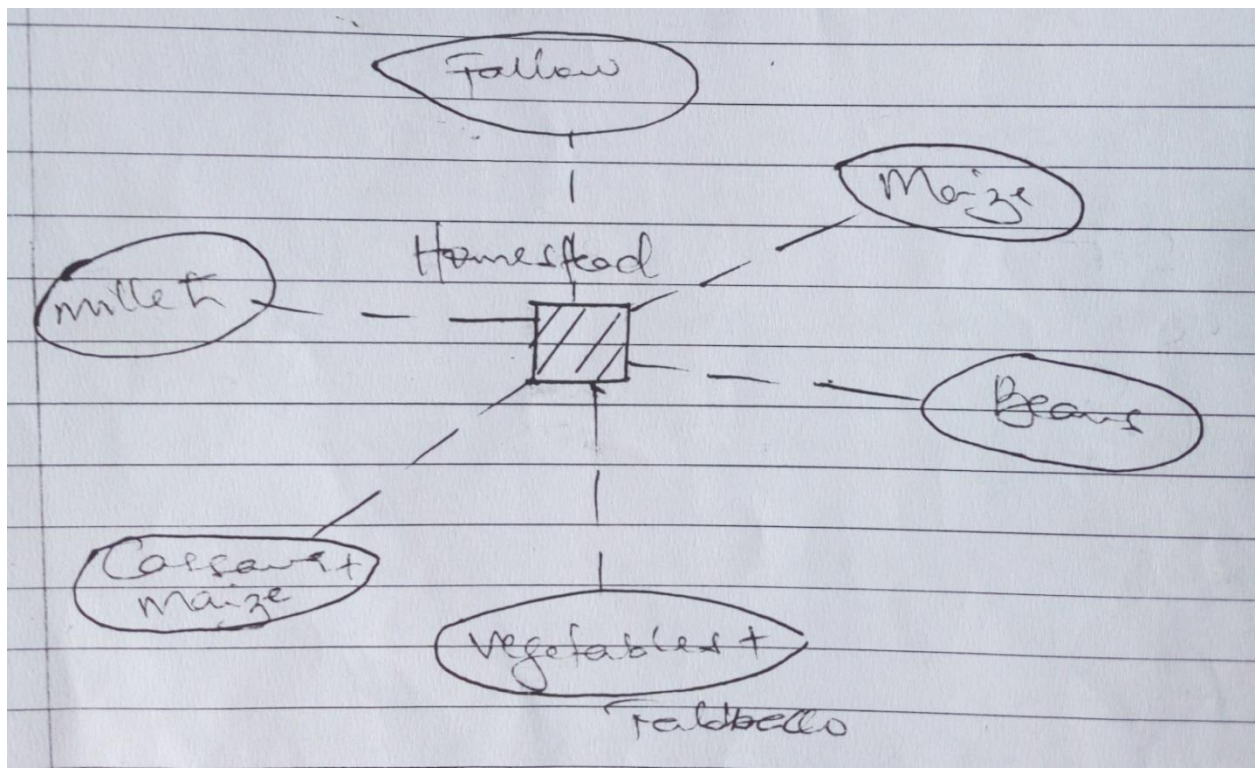 Fallow
Maize
Homestead
millet
Beans
Cassava +
maize
vegetables +